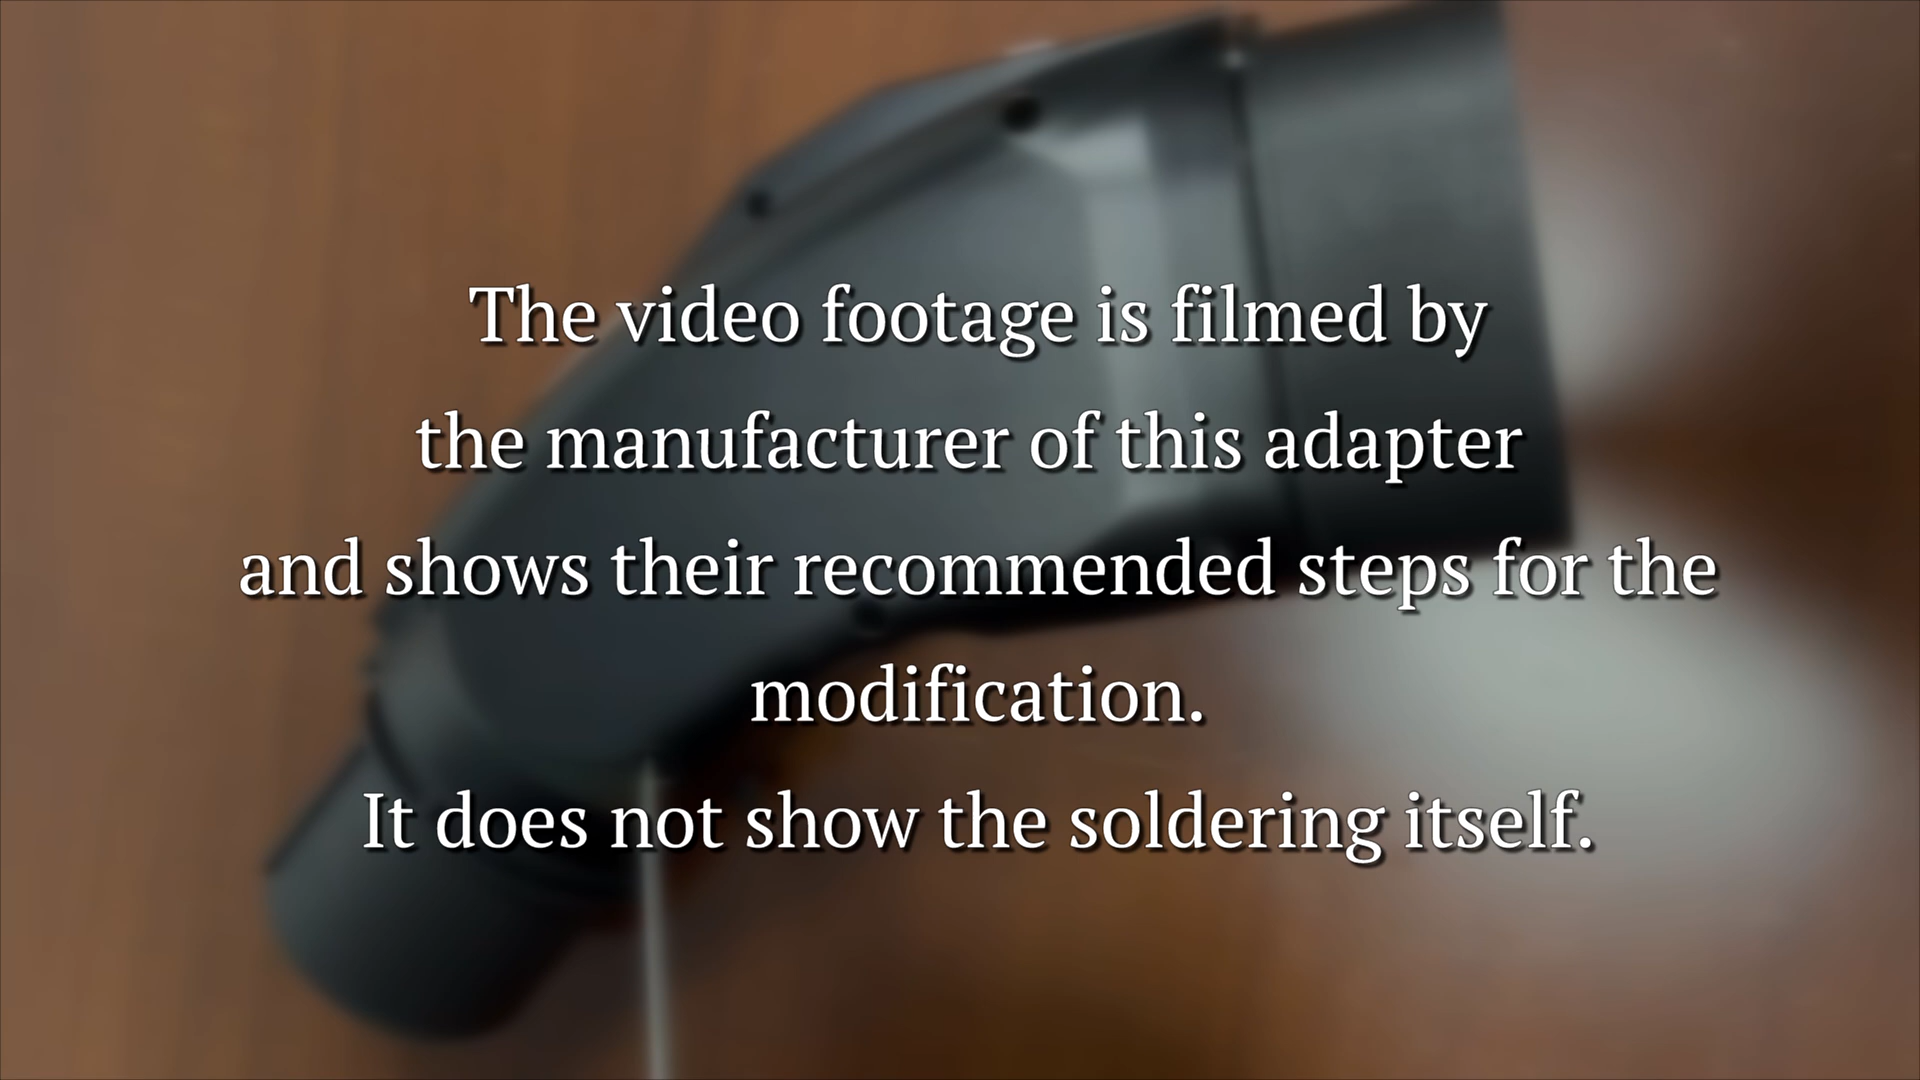 The video footage is filmed by
the manufacturer of this adapter
and shows their recommended steps for the
modification.
It does not show the soldering itself.